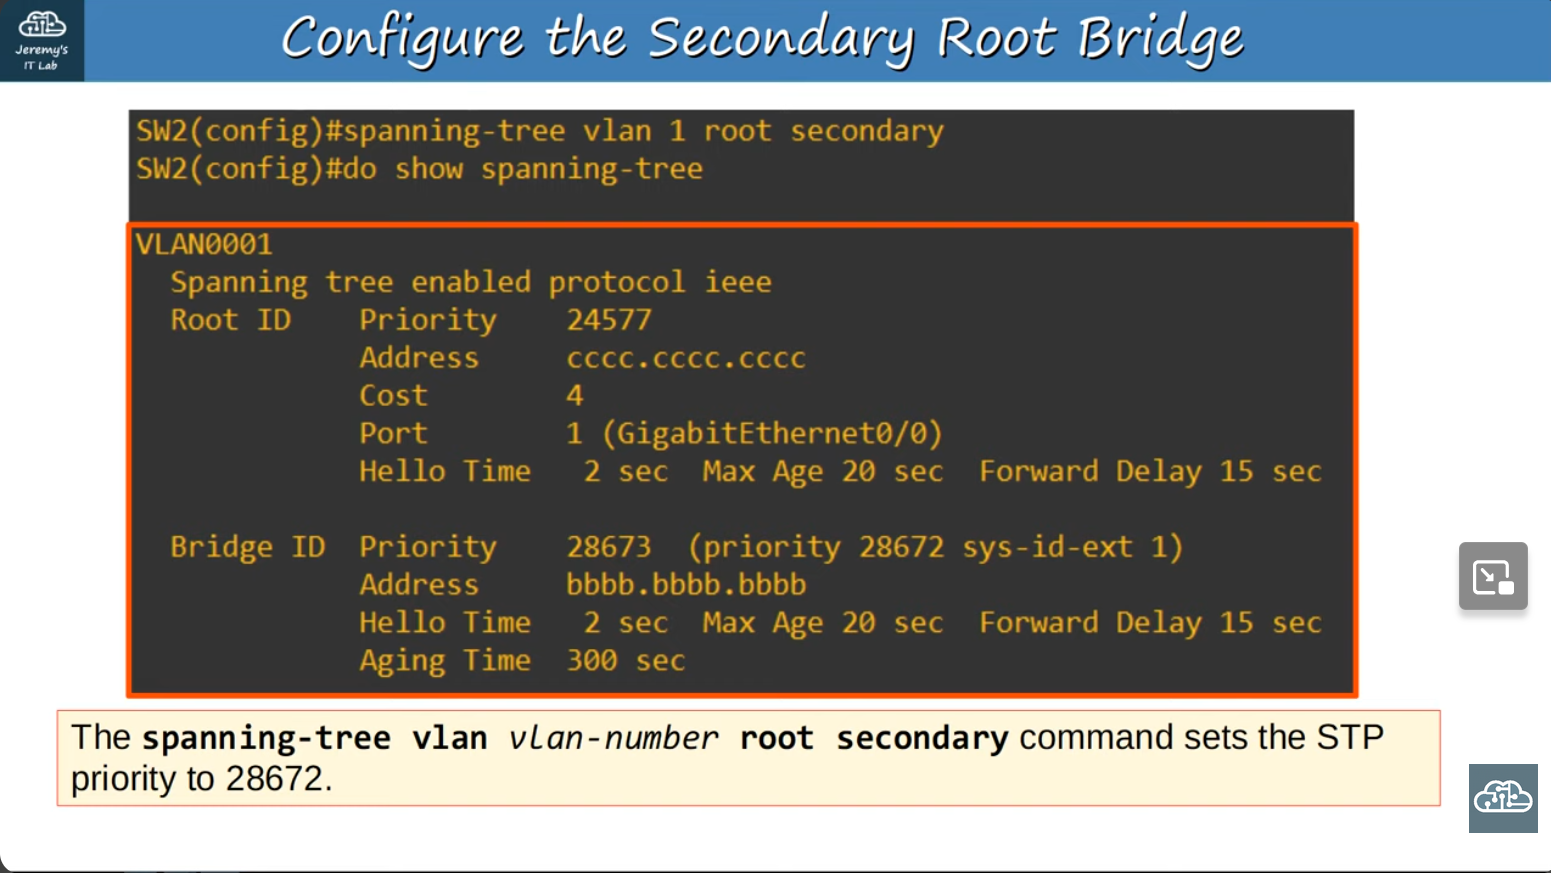 Jeremy's
IT Lab
Configure the Secondary Root Bridge
SW2(config)#spanning-tree vlan 1 root secondary
SW2(config)#do show spanning-tree
VLAN0001
Spanning tree enabled protocol ieee
Root ID Priority 24577
Address cccc.cccc.cccc
Cost 4
Port 1 (GigabitEthernet0/0)
Hello Time 2 sec Max Age 20 sec Forward Delay 15 sec
Bridge ID Priority 28673 (priority 28672 sys-id-ext 1)
Address bbbb.bbbb.bbbb
Hello Time 2 sec Max Age 20 sec Forward Delay 15 sec
Aging Time 300 sec
The spanning-tree vlan vlan-number root secondary command sets the STP
priority to 28672.